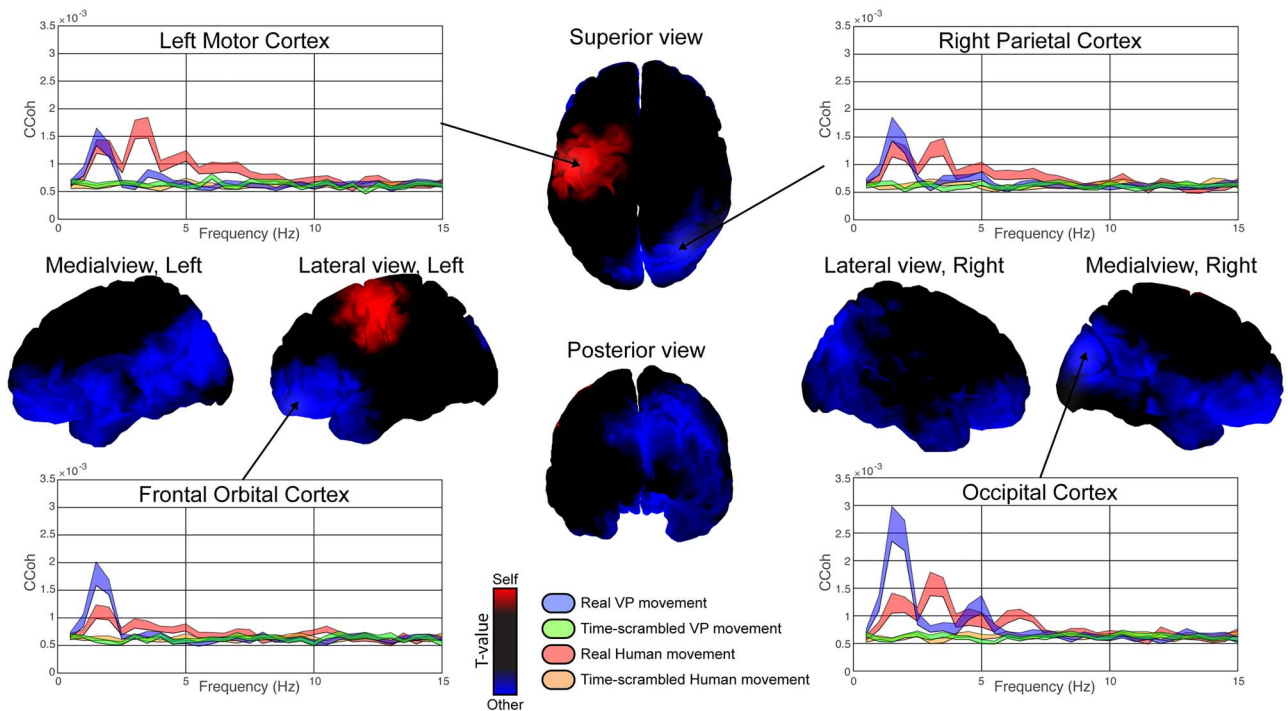 ×10⁻³
Left Motor Cortex
3.5
3
2.5
2
1.5
1
0.5
0
CCoh
0
5
10
15
Frequency (Hz)
Superior view
×10⁻³
Right Parietal Cortex
3.5
3
2.5
2
1.5
1
0.5
0
CCoh
0
5
10
15
Frequency (Hz)
Medialview, Left
Lateral view, Left
Posterior view
Lateral view, Right
Medialview, Right
×10⁻³
Frontal Orbital Cortex
3.5
3
2.5
2
1.5
1
0.5
0
CCoh
0
5
10
15
Frequency (Hz)
Self
T-value
Other
Real VP movement
Time-scrambled VP movement
Real Human movement
Time-scrambled Human movement
×10⁻³
Occipital Cortex
3.5
3
2.5
2
1.5
1
0.5
0
CCoh
0
5
10
15
Frequency (Hz)